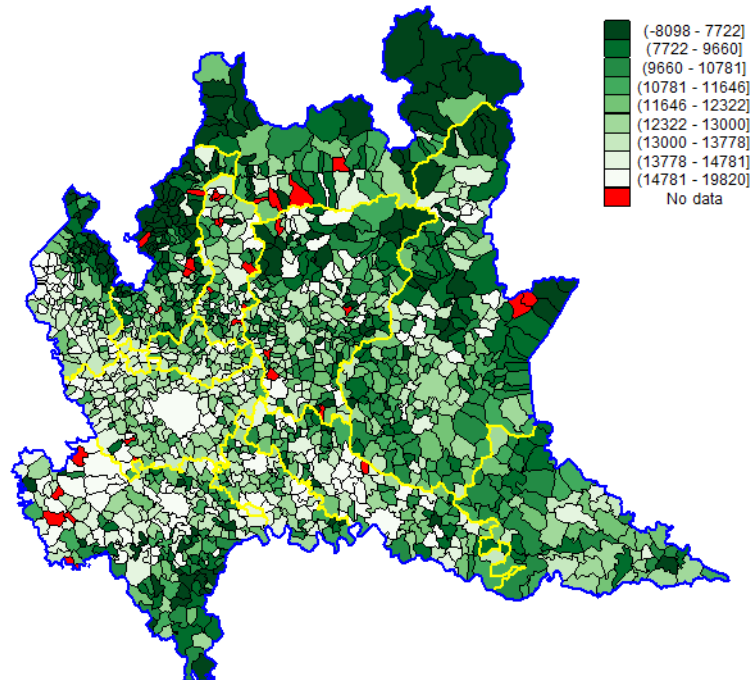 (-8098 - 7722]
(7722 - 9660]
(9660 - 10781]
(10781 - 11646]
(11646 - 12322]
(12322 - 13000]
(13000 - 13778]
(13778 - 14781]
(14781 - 19820]
No data